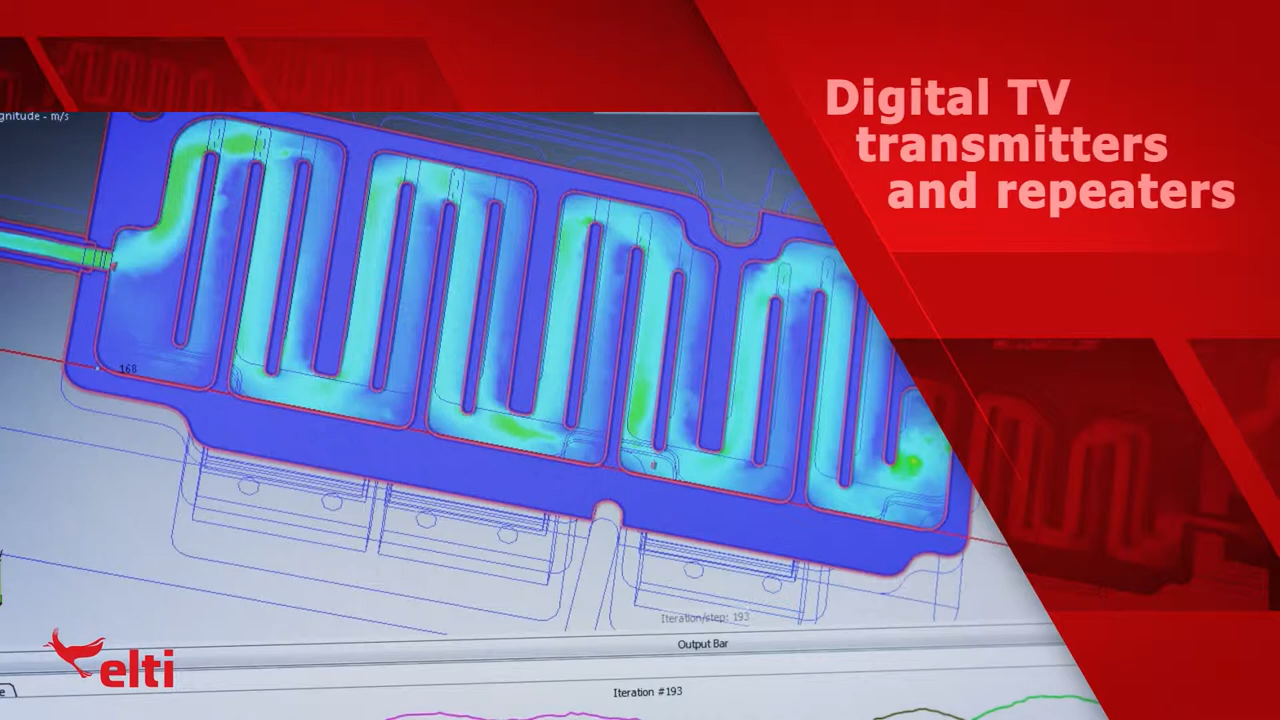 gnitude - m/s
Digital TV
transmitters
and repeaters
168
Iteration/step: 193
Output Bar
elti
Iteration #193